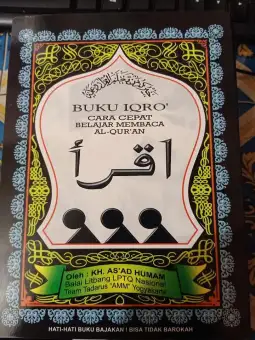 BUKU IQRO'
CARA CEPAT
BELAJAR MEMBACA
AL-QUR'AN
اقرأ
Oleh : KH. AS'AD HUMAM
Balai Litbang LPTQ Nasional
Team Tadarus "AMM" Yogyakarta
HATI-HATI BUKU BAJAKAN ! BISA TIDAK BAROKAH